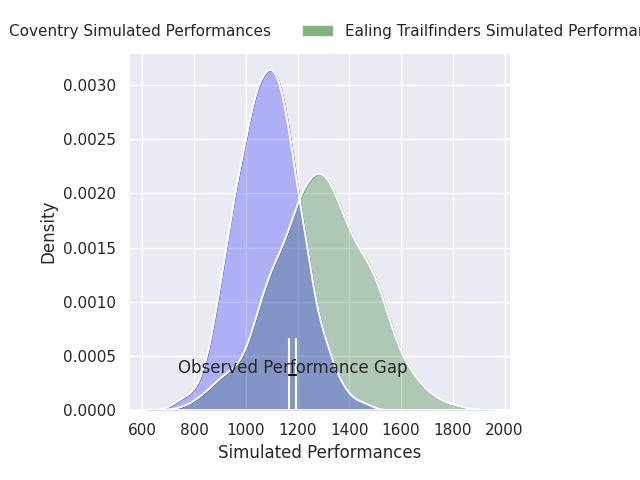 Coventry Simulated Performances
Ealing Trailfinders Simulated Performa
0.0030
0.0025
0.0020
0.0015
0.0010
0.0005
0.0000
Density
Observed Performance Gap
600 800 1000 1200 1400 1600 1800 2000
Simulated Performances